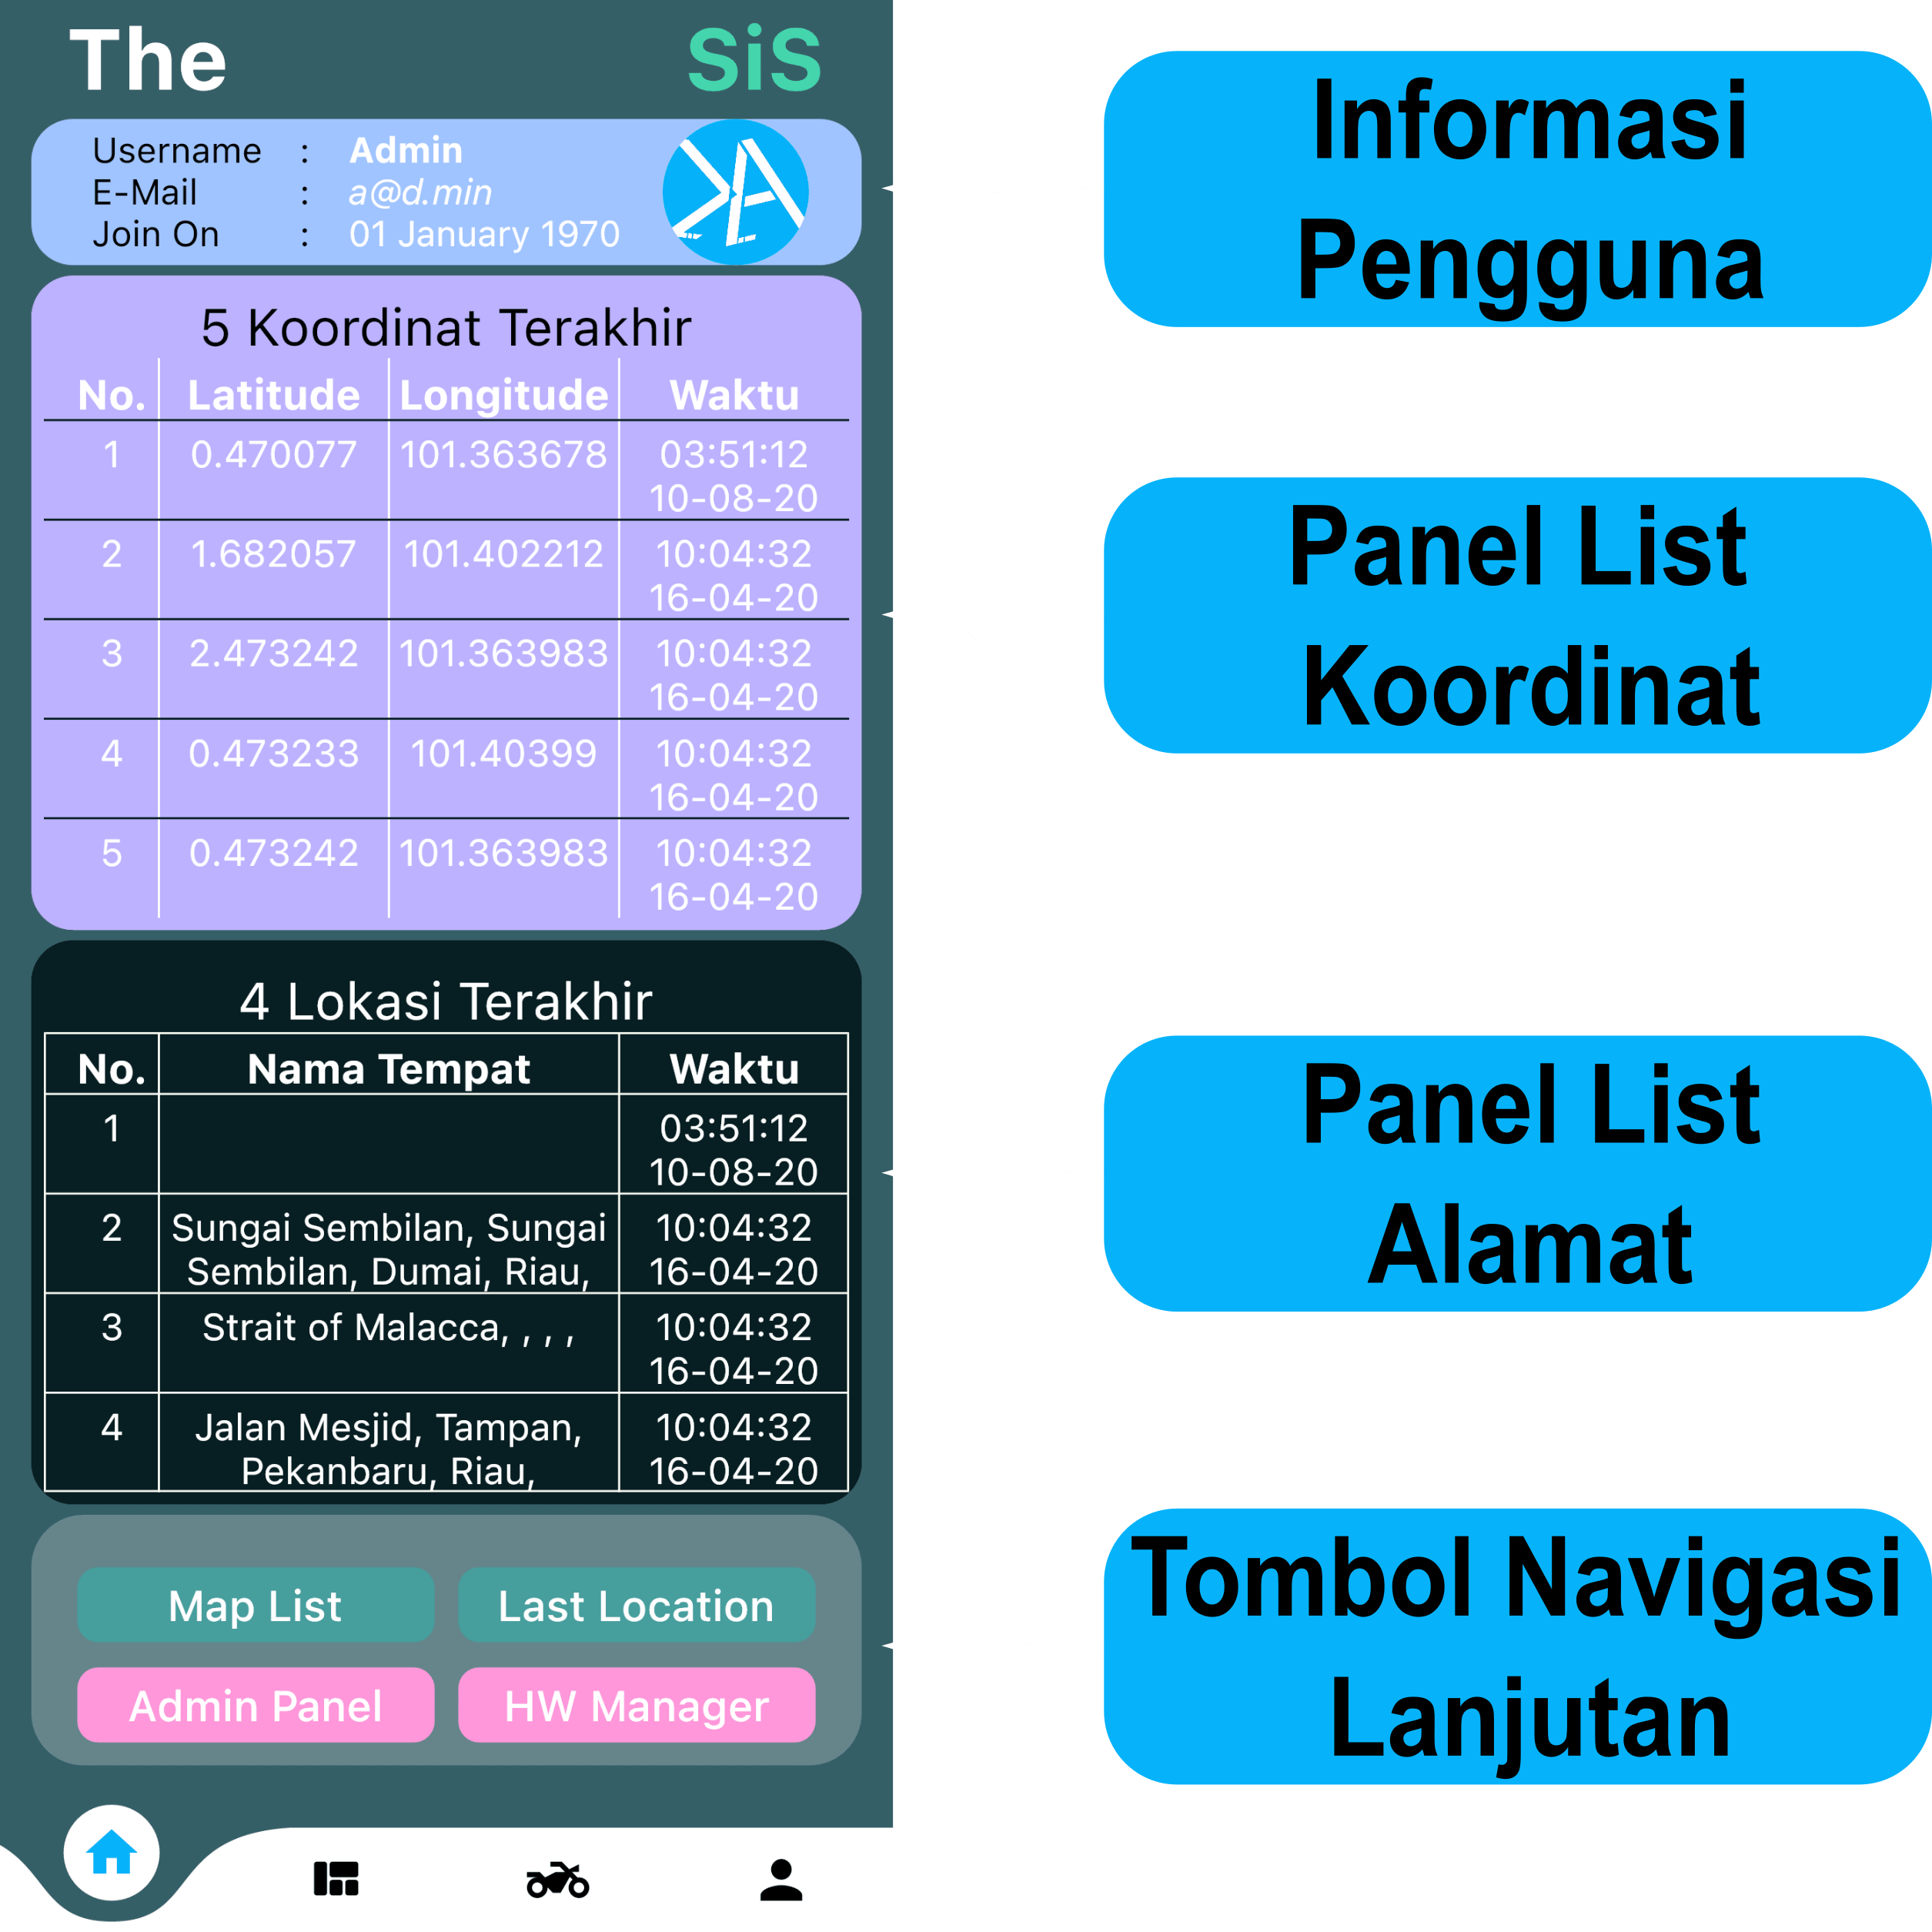 The SiS
Username : Admin
E-Mail : a@d.min
Join On : 01 January 1970
5 Koordinat Terakhir
No. Latitude Longitude Waktu
1 0.470077 101.363678 03:51:12
10-08-20
2 1.682057 101.402212 10:04:32
16-04-20
3 2.473242 101.363983 10:04:32
16-04-20
4 0.473233 101.40399 10:04:32
16-04-20
5 0.473242 101.363983 10:04:32
16-04-20
4 Lokasi Terakhir
No. Nama Tempat Waktu
1 03:51:12
10-08-20
2 Sungai Sembilan, Sungai 10:04:32
Sembilan, Dumai, Riau, 16-04-20
3 Strait of Malacca, , , , 10:04:32
16-04-20
4 Jalan Mesjid, Tampan, 10:04:32
Pekanbaru, Riau, 16-04-20
Map List Last Location
Admin Panel HW Manager
Informasi
Pengguna
Panel List
Koordinat
Panel List
Alamat
Tombol Navigasi
Lanjutan